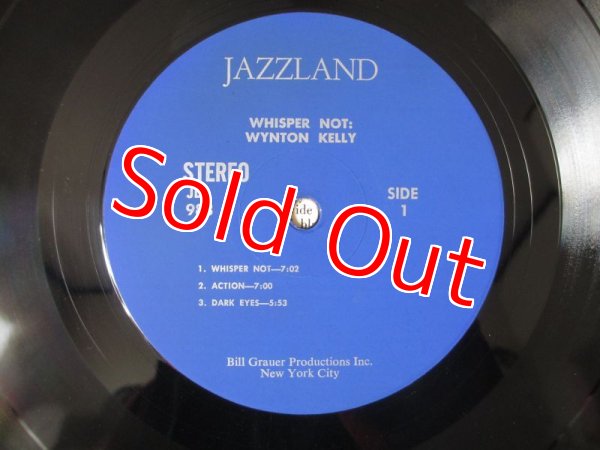 JAZZLAND
WHISPER NOT:
WYNTON KELLY
STEREO
SIDE
1
Sold Out
1. WHISPER NOT—7:02
2. ACTION—7:00
3. DARK EYES—5:53
Bill Grauer Productions Inc.
New York City